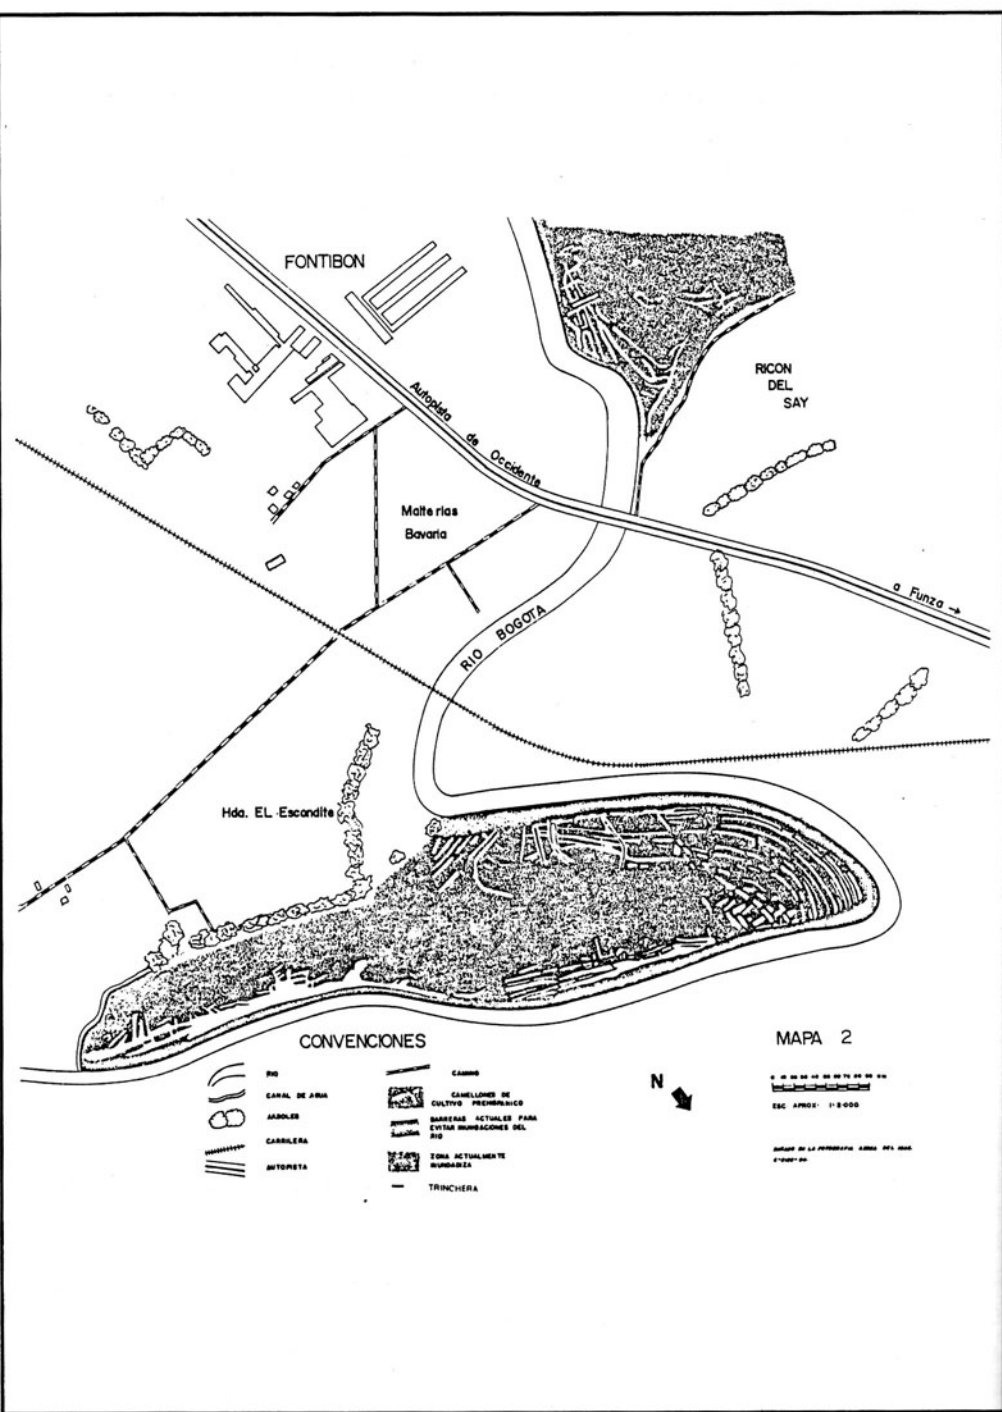 FONTIBON
RICON
DEL
SAY
Autopista de Occidente
Malterias
Bavaria
a Funza →
RIO BOGOTA
Hda. EL Escondite
CONVENCIONES
RIO
CANAL DE AGUA
ARBOLES
CARRILERA
AUTOPISTA
CAMINO
CAMELLONES DE
CULTIVO PREHISPANICO
BARRERAS ACTUALES PARA
EVITAR INUNDACIONES DEL
RIO
ZONA ACTUALMENTE
INUNDADIZA
TRINCHERA
N
MAPA 2
ESC APROX: 1:5000